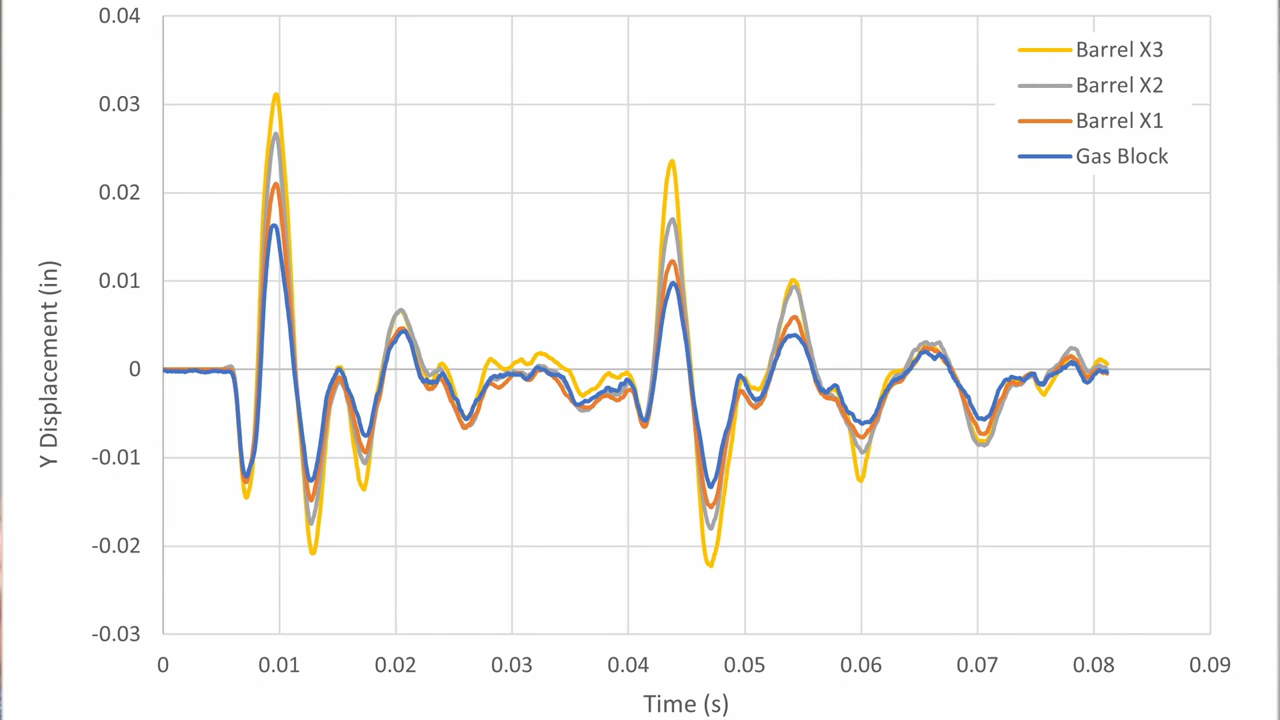 0.04
0.03
0.02
0.01
0
-0.01
-0.02
-0.03
Y Displacement (in)
0 0.01 0.02 0.03 0.04 0.05 0.06 0.07 0.08 0.09
Time (s)
Barrel X3
Barrel X2
Barrel X1
Gas Block